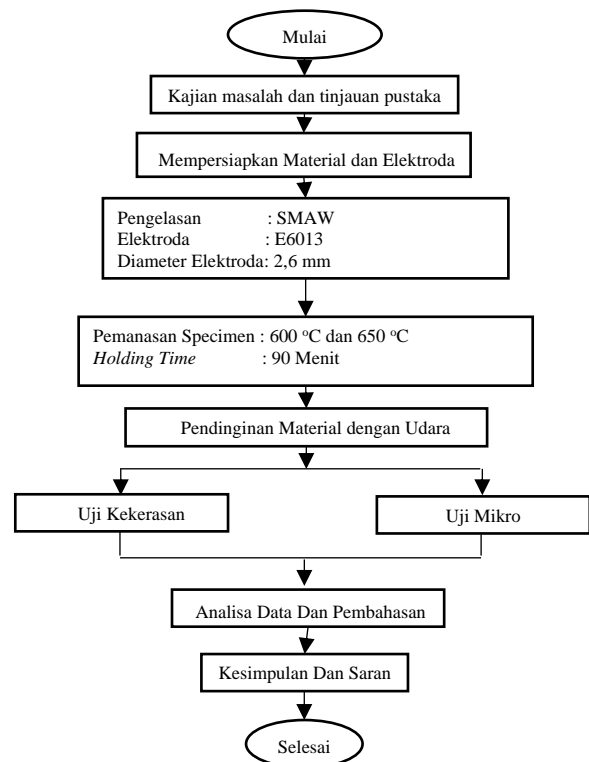 Mulai
Kajian masalah dan tinjauan pustaka
Mempersiapkan Material dan Elektroda
Pengelasan : SMAW
Elektroda : E6013
Diameter Elektroda: 2,6 mm
Pemanasan Specimen : 600 °C dan 650 °C
Holding Time : 90 Menit
Pendinginan Material dengan Udara
Uji Kekerasan
Uji Mikro
Analisa Data Dan Pembahasan
Kesimpulan Dan Saran
Selesai